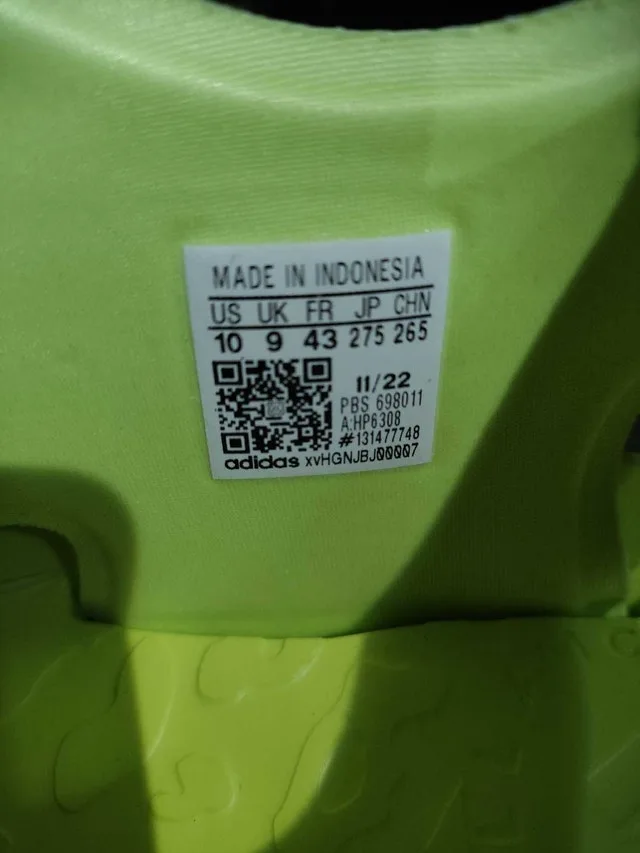 MADE IN INDONESIA
US UK FR JP CHN
10 9 43 275 265
11/22
PBS 698011
A:HP6308
#131477748
adidas xvHGNJBJ00007